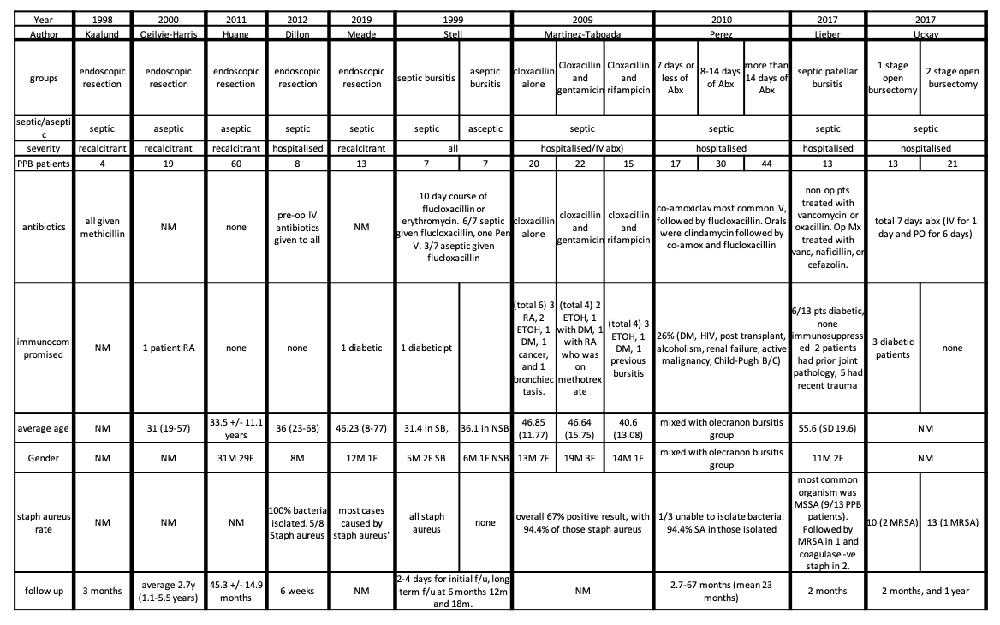 Year 1998 2000 2011 2012 2019 1999 2009 2010 2017 2017
Author Kaalund Ogilvie-Harris Huang Dillon Meade Stell Martinez-Taboada Perez Lieber Uckay
groups
endoscopic
resection
endoscopic
resection
endoscopic
resection
endoscopic
resection
endoscopic
resection
septic bursitis
aseptic
bursitis
cloxacillin
alone
Cloxacillin
and
gentamicin
Cloxacillin
and
rifampicin
7 days or
less of
Abx
8-14 days
of Abx
more than
14 days of
Abx
septic patellar
bursitis
1 stage
open
bursectomy
2 stage open
bursectomy
septic/asepti
c
septic
aseptic
aseptic
septic
septic
septic
asceptic
septic
septic
septic
septic
severity recalcitrant recalcitrant recalcitrant hospitalised recalcitrant all hospitalised/IV abx) hospitalised hospitalised hospitalised
PPB patients 4 19 60 8 13 7 7 20 22 15 17 30 44 13 13 21
antibiotics
all given
methicillin
NM
none
pre-op IV
antibiotics
given to all
NM
10 day course of
flucloxacillin or
erythromycin. 6/7 septic
given flucloxacillin, one Pen
V. 3/7 aseptic given
flucloxacillin
cloxacillin
alone
cloxacillin
and
gentamicin
cloxacillin
and
rifampicin
co-amoxiclav most common IV,
followed by flucloxacillin. Orals
were clindamycin followed by
co-amox and flucloxacillin
non op pts
treated with
vancomycin or
oxacillin. Op Mx
treated with
vanc, naficillin, or
cefazolin.
total 7 days abx (IV for 1
day and PO for 6 days)
immunocom
promised
NM
1 patient RA
none
none
1 diabetic
1 diabetic pt
(total 6) 3
RA, 2
ETOH, 1
DM, 1
cancer,
and 1
bronchiec
tasis.
(total 4) 2
ETOH, 1
with DM, 1
with RA
who was
on
methotrex
ate
(total 4) 3
ETOH, 1
DM, 1
previous
bursitis
26% (DM, HIV, post transplant,
alcoholism, renal failure, active
malignancy, Child-Pugh B/C)
6/13 pts diabetic,
none
immunosuppress
ed 2 patients
had prior joint
pathology, 5 had
recent trauma
3 diabetic
patients
none
average age
NM
31 (19-57)
33.5 +/- 11.1
years
36 (23-68)
46.23 (8-77)
31.4 in SB,
36.1 in NSB
46.85
(11.77)
46.64
(15.75)
40.6
(13.08)
mixed with olecranon bursitis
group
55.6 (SD 19.6)
NM
Gender
NM
NM
31M 29F
8M
12M 1F
5M 2F SB
6M 1F NSB
13M 7F
19M 3F
14M 1F
mixed with olecranon bursitis
group
11M 2F
NM
staph aureus
rate
NM
NM
NM
100% bacteria
isolated. 5/8
Staph aureus
most cases
caused by
staph aureus'
all staph
aureus
none
overall 67% positive result, with
94.4% of those staph aureus
1/3 unable to isolate bacteria.
94.4% SA in those isolated
most common
organism was
MSSA (9/13 PPB
patients).
Followed by
MRSA in 1 and
coagulase -ve
staph in 2.
10 (2 MRSA)
13 (1 MRSA)
follow up
3 months
average 2.7y
(1.1-5.5 years)
45.3 +/- 14.9
months
6 weeks
NM
2-4 days for initial f/u, long
term f/u at 6 months 12m
and 18m.
NM
2.7-67 months (mean 23
months)
2 months
2 months, and 1 year